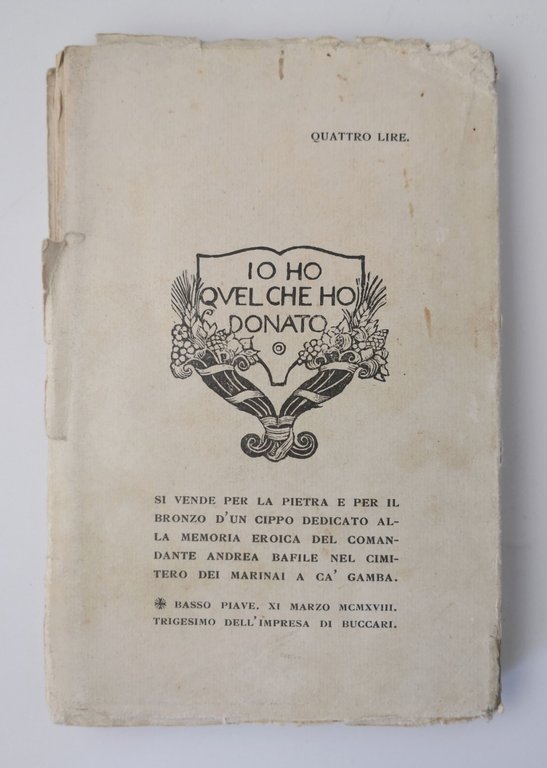 QUATTRO LIRE.
IO HO
QVEL CHE HO
DONATO
SI VENDE PER LA PIETRA E PER IL
BRONZO D'UN CIPPO DEDICATO AL-
LA MEMORIA EROICA DEL COMAN-
DANTE ANDREA BAFILE NEL CIMI-
TERO DEI MARINAI A CA' GAMBA.
❋ BASSO PIAVE. XI MARZO MCMXVIII.
TRIGESIMO DELL'IMPRESA DI BUCCARI.